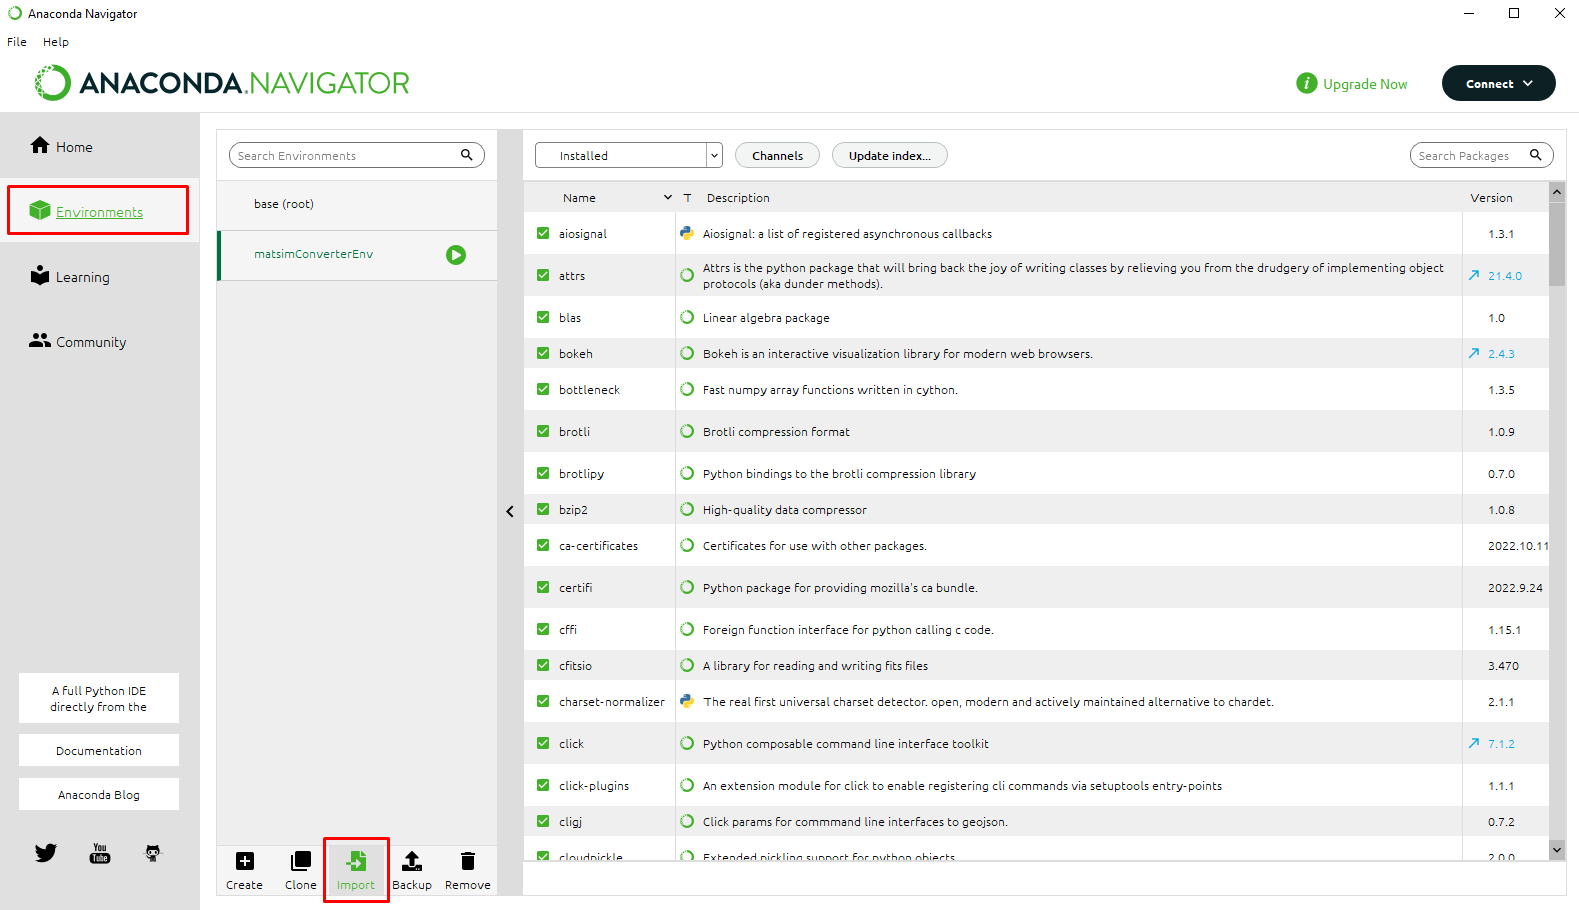 Anaconda Navigator
File Help
ANACONDA.NAVIGATOR
Upgrade Now
Connect
Home
Environments
Learning
Community
A full Python IDE
directly from the
Documentation
Anaconda Blog
You
Tube
Search Environments
base (root)
matsimConverterEnv
Create Clone Import Backup Remove
Installed Channels Update index... Search Packages
Name T Description Version
aiosignal Aiosignal: a list of registered asynchronous callbacks 1.3.1
attrs Attrs is the python package that will bring back the joy of writing classes by relieving you from the drudgery of implementing object 21.4.0
protocols (aka dunder methods).
blas Linear algebra package 1.0
bokeh Bokeh is an interactive visualization library for modern web browsers. 2.4.3
bottleneck Fast numpy array functions written in cython. 1.3.5
brotli Brotli compression format 1.0.9
brotlipy Python bindings to the brotli compression library 0.7.0
bzip2 High-quality data compressor 1.0.8
ca-certificates Certificates for use with other packages. 2022.10.11
certifi Python package for providing mozilla's ca bundle. 2022.9.24
cffi Foreign function interface for python calling c code. 1.15.1
cfitsio A library for reading and writing fits files 3.470
charset-normalizer The real first universal charset detector. open, modern and actively maintained alternative to chardet. 2.1.1
click Python composable command line interface toolkit 7.1.2
click-plugins An extension module for click to enable registering cli commands via setuptools entry-points 1.1.1
cligj Click params for commmand line interfaces to geojson. 0.7.2
cloudpickle Extended pickling support for python objects 2.0.0